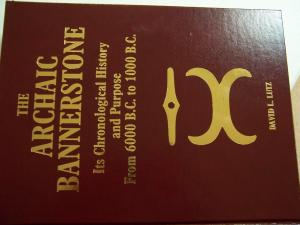 THE
ARCHAIC
BANNERSTONE
Its Chronological History
and Purpose
From 6000 B.C. to 1000 B.C.
DAVID L. LUTZ